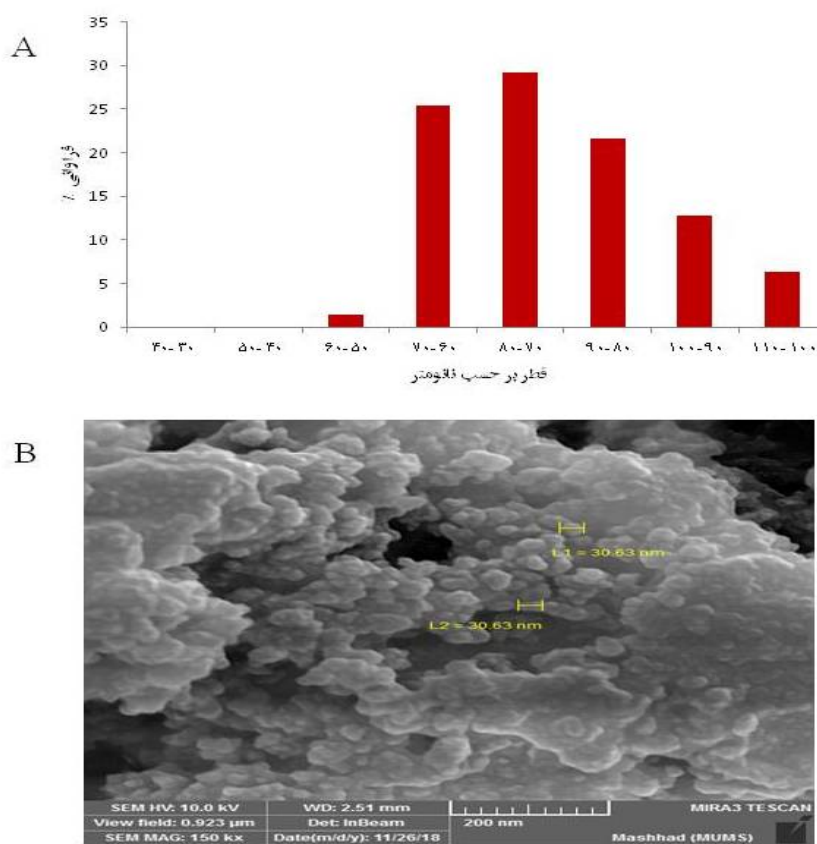 A
35
30
25
20
15
10
5
0
فراوانی %
۴۰-۳۰ ۵۰-۴۰ ۶۰-۵۰ ۷۰-۶۰ ۸۰-۷۰ ۹۰-۸۰ ۱۰۰-۹۰ ۱۱۰-۱۰۰
قطر بر حسب نانومتر
B
L1 = 30.63 nm
L2 = 30.63 nm
SEM HV: 10.0 kV WD: 2.51 mm MIRA3 TESCAN
View field: 0.923 µm Det: InBeam 200 nm
SEM MAG: 150 kx Date(m/d/y): 11/26/18 Mashhad (MUMS)